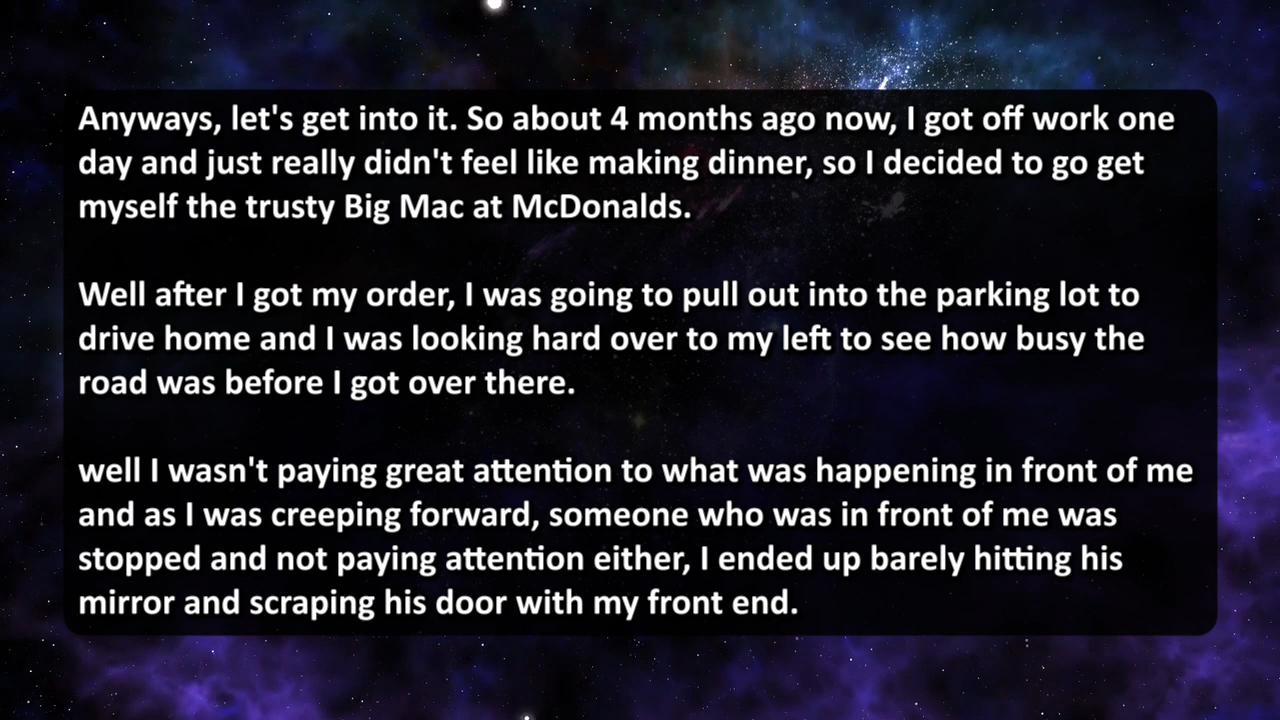 Anyways, let's get into it. So about 4 months ago now, I got off work one
day and just really didn't feel like making dinner, so I decided to go get
myself the trusty Big Mac at McDonalds.
Well after I got my order, I was going to pull out into the parking lot to
drive home and I was looking hard over to my left to see how busy the
road was before I got over there.
well I wasn't paying great attention to what was happening in front of me
and as I was creeping forward, someone who was in front of me was
stopped and not paying attention either, I ended up barely hitting his
mirror and scraping his door with my front end.